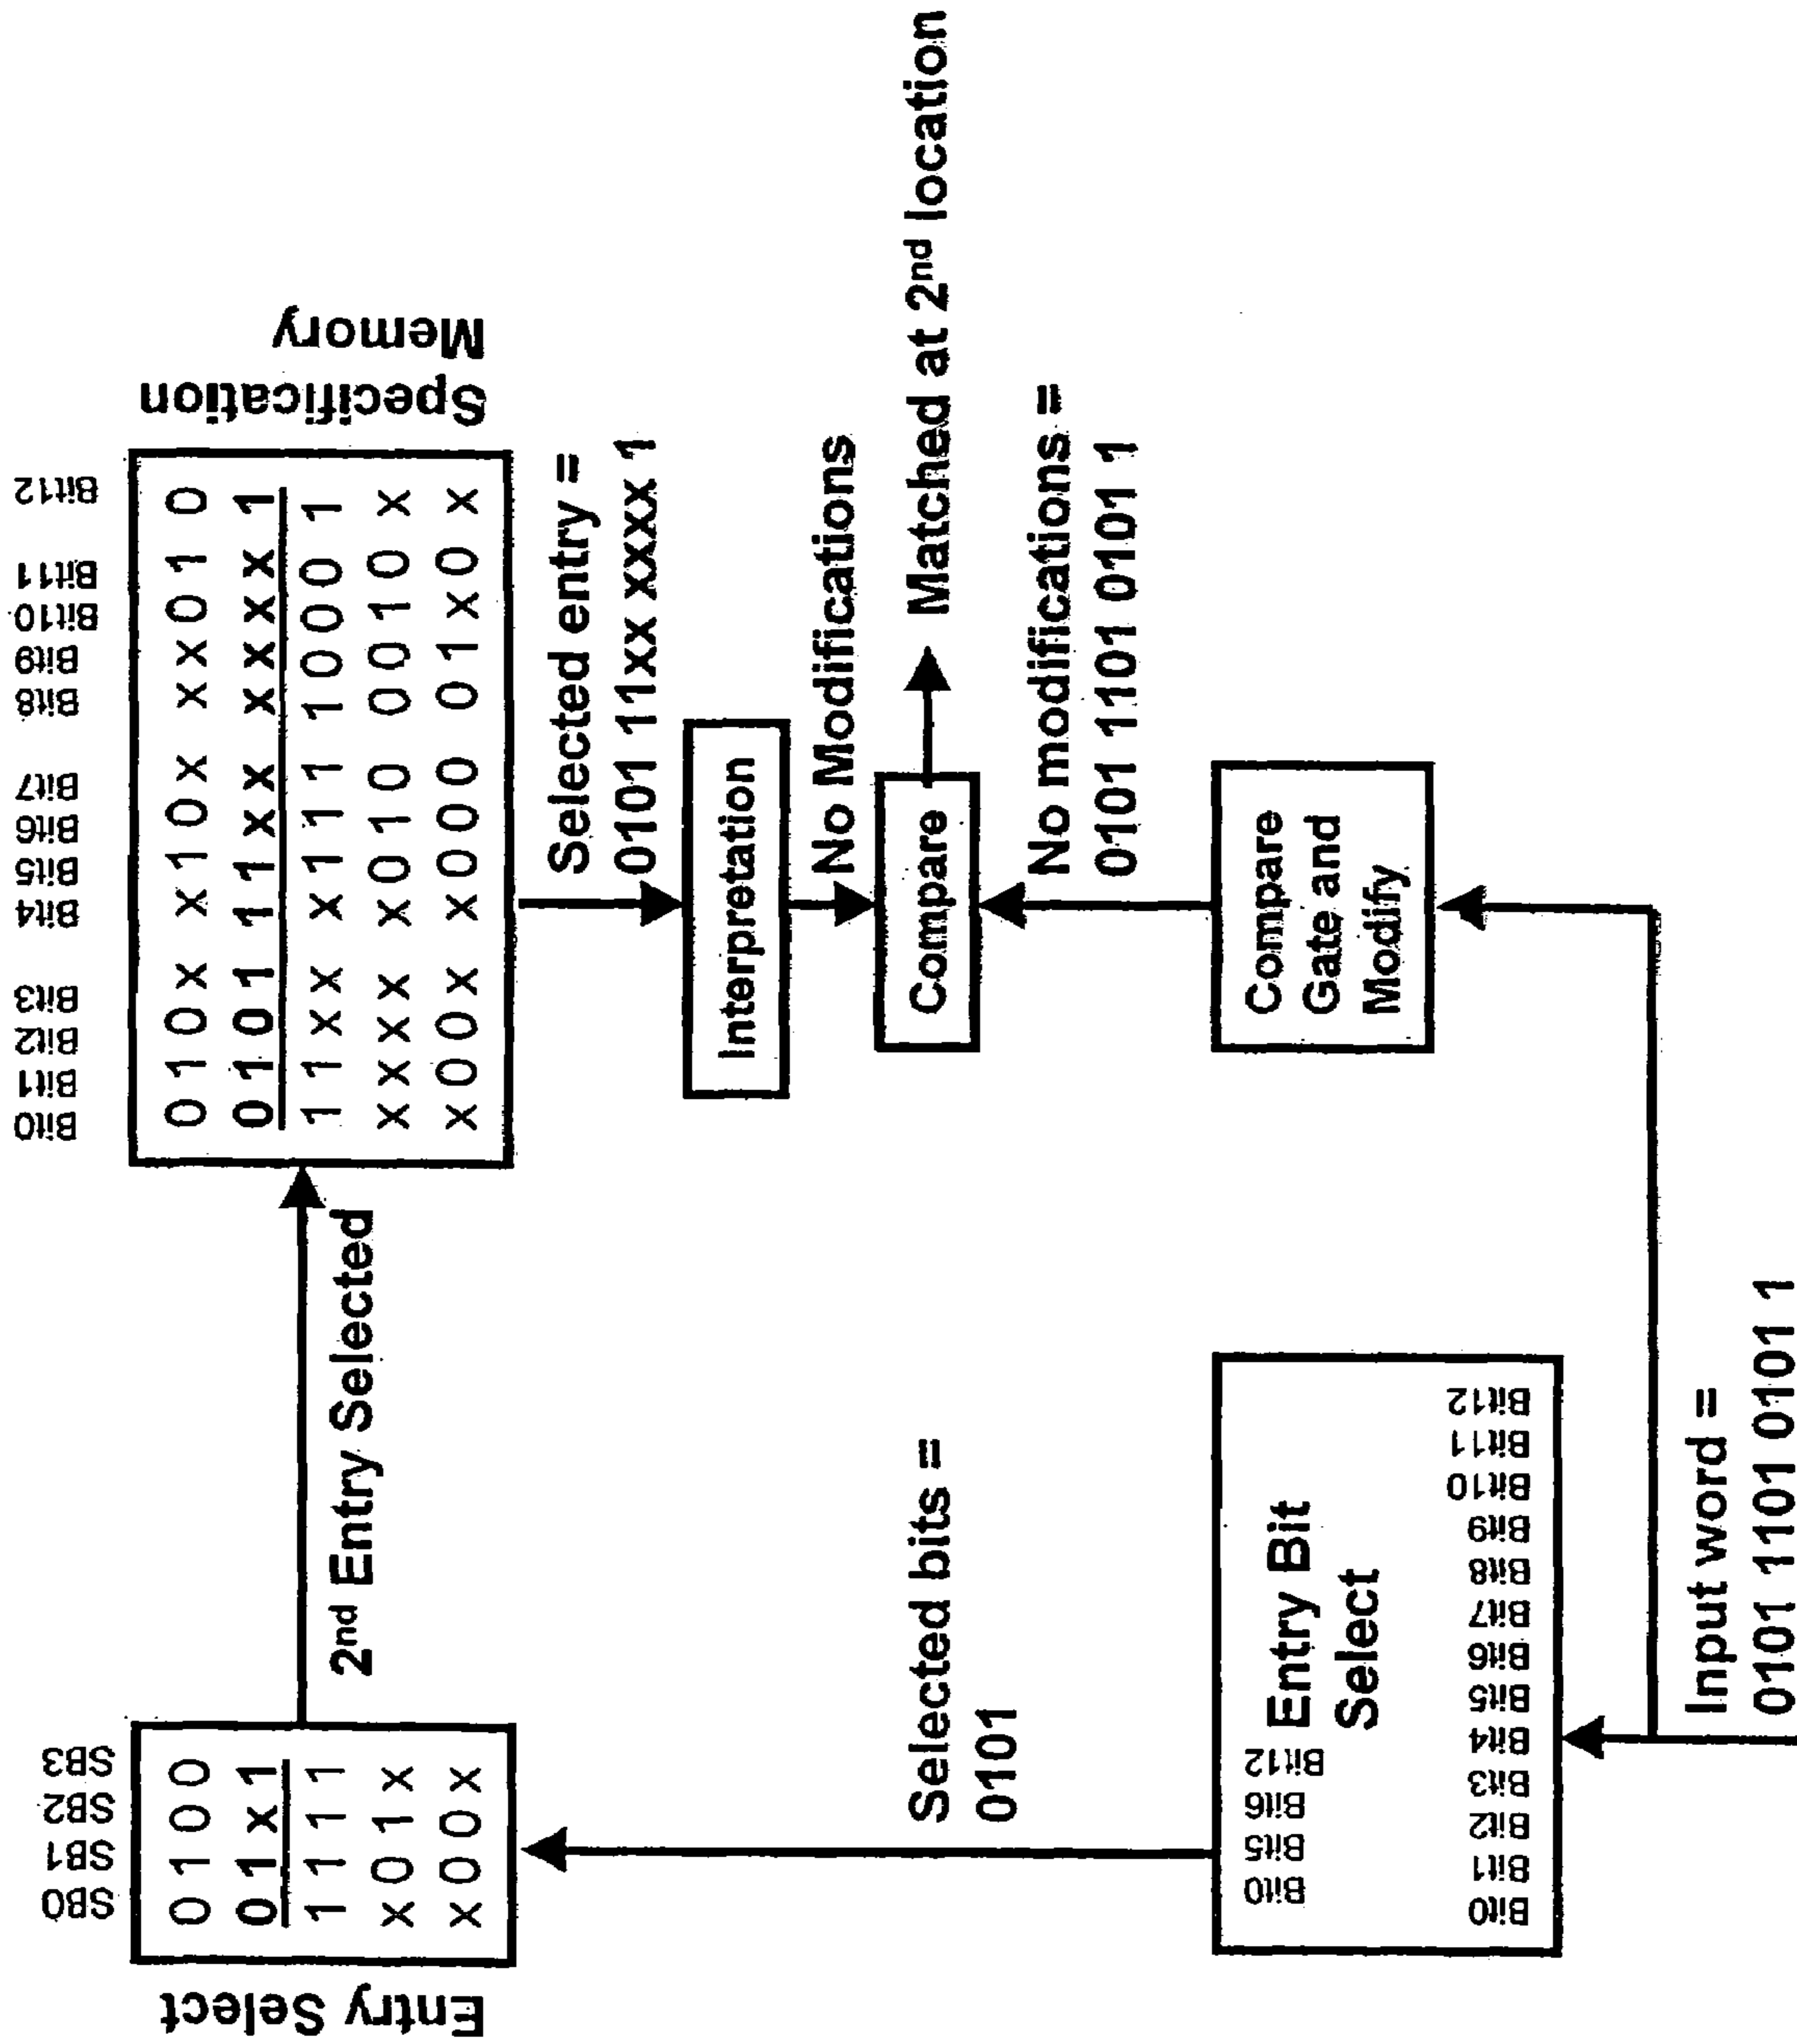 Entry Select
SB0 SB1 SB2 SB3
0 1 0 0
0 1 x 1
1 1 1 1
x 0 1 x
x 0 0 x
2nd Entry Selected
Bit0 Bit1 Bit2 Bit3 Bit4 Bit5 Bit6 Bit7 Bit8 Bit9 Bit10 Bit11 Bit12
0 1 0 x x 1 0 x x x 0 1 0
0 1 0 1 1 1 x x x x x x 1
1 1 x x x 1 1 1 1 0 0 0 1
x x x x x 0 1 0 0 0 1 0 x
x 0 0 x x 0 0 0 0 1 x 0 x
Specification
Memory
Selected entry =
0101 11xx xxxx 1
Interpretation
No Modifications
Compare
Matched at 2nd location
No modifications =
0101 1101 0101 1
Compare
Gate and
Modify
Selected bits =
0101
Bit0 Bit5 Bit6 Bit12
Entry Bit
Select
Bit0 Bit1 Bit2 Bit3 Bit4 Bit5 Bit6 Bit7 Bit8 Bit9 Bit10 Bit11 Bit12
Input word =
0101 1101 0101 1